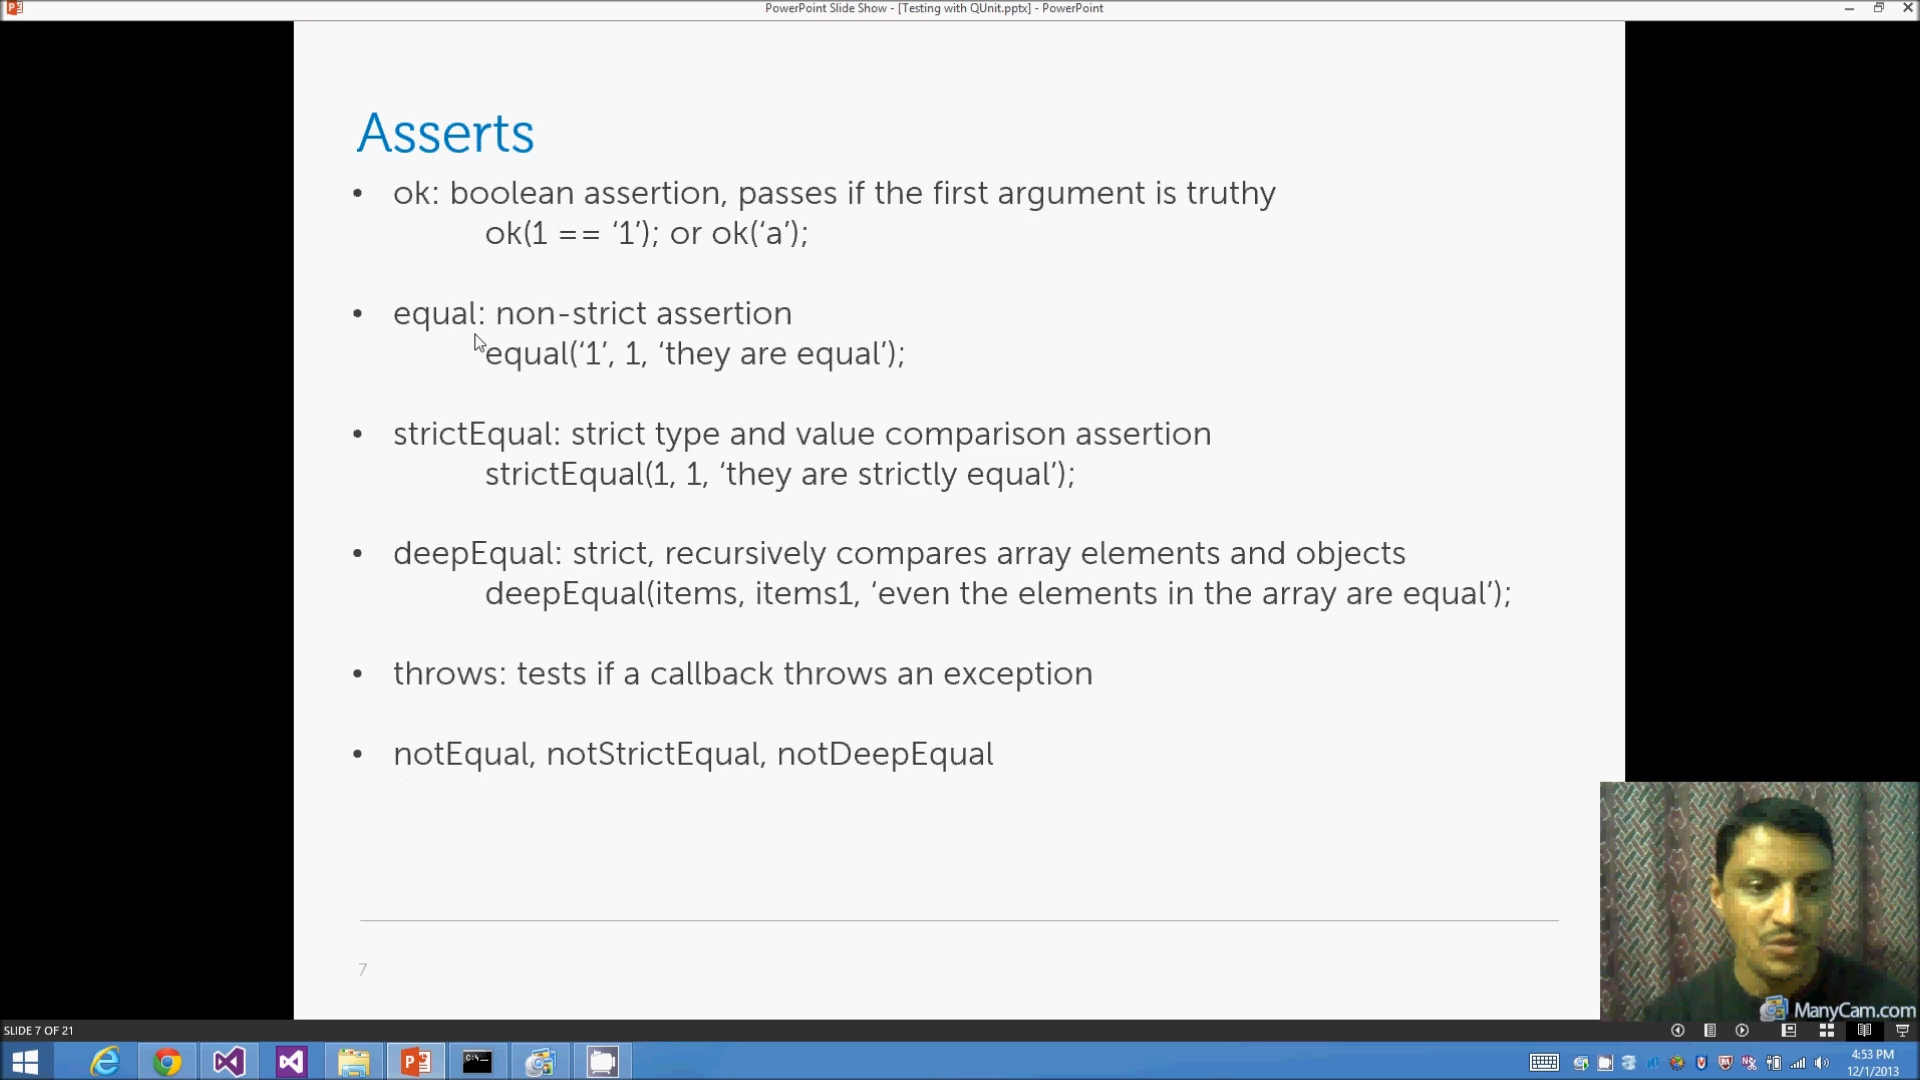 PowerPoint Slide Show - [Testing with QUnit.pptx] - PowerPoint
Asserts
• ok: boolean assertion, passes if the first argument is truthy
ok(1 == ‘1’); or ok(‘a’);
• equal: non-strict assertion
equal(‘1’, 1, ‘they are equal’);
• strictEqual: strict type and value comparison assertion
strictEqual(1, 1, ‘they are strictly equal’);
• deepEqual: strict, recursively compares array elements and objects
deepEqual(items, items1, ‘even the elements in the array are equal’);
• throws: tests if a callback throws an exception
• notEqual, notStrictEqual, notDeepEqual
7
ManyCam.com
SLIDE 7 OF 21
4:53 PM
12/1/2013